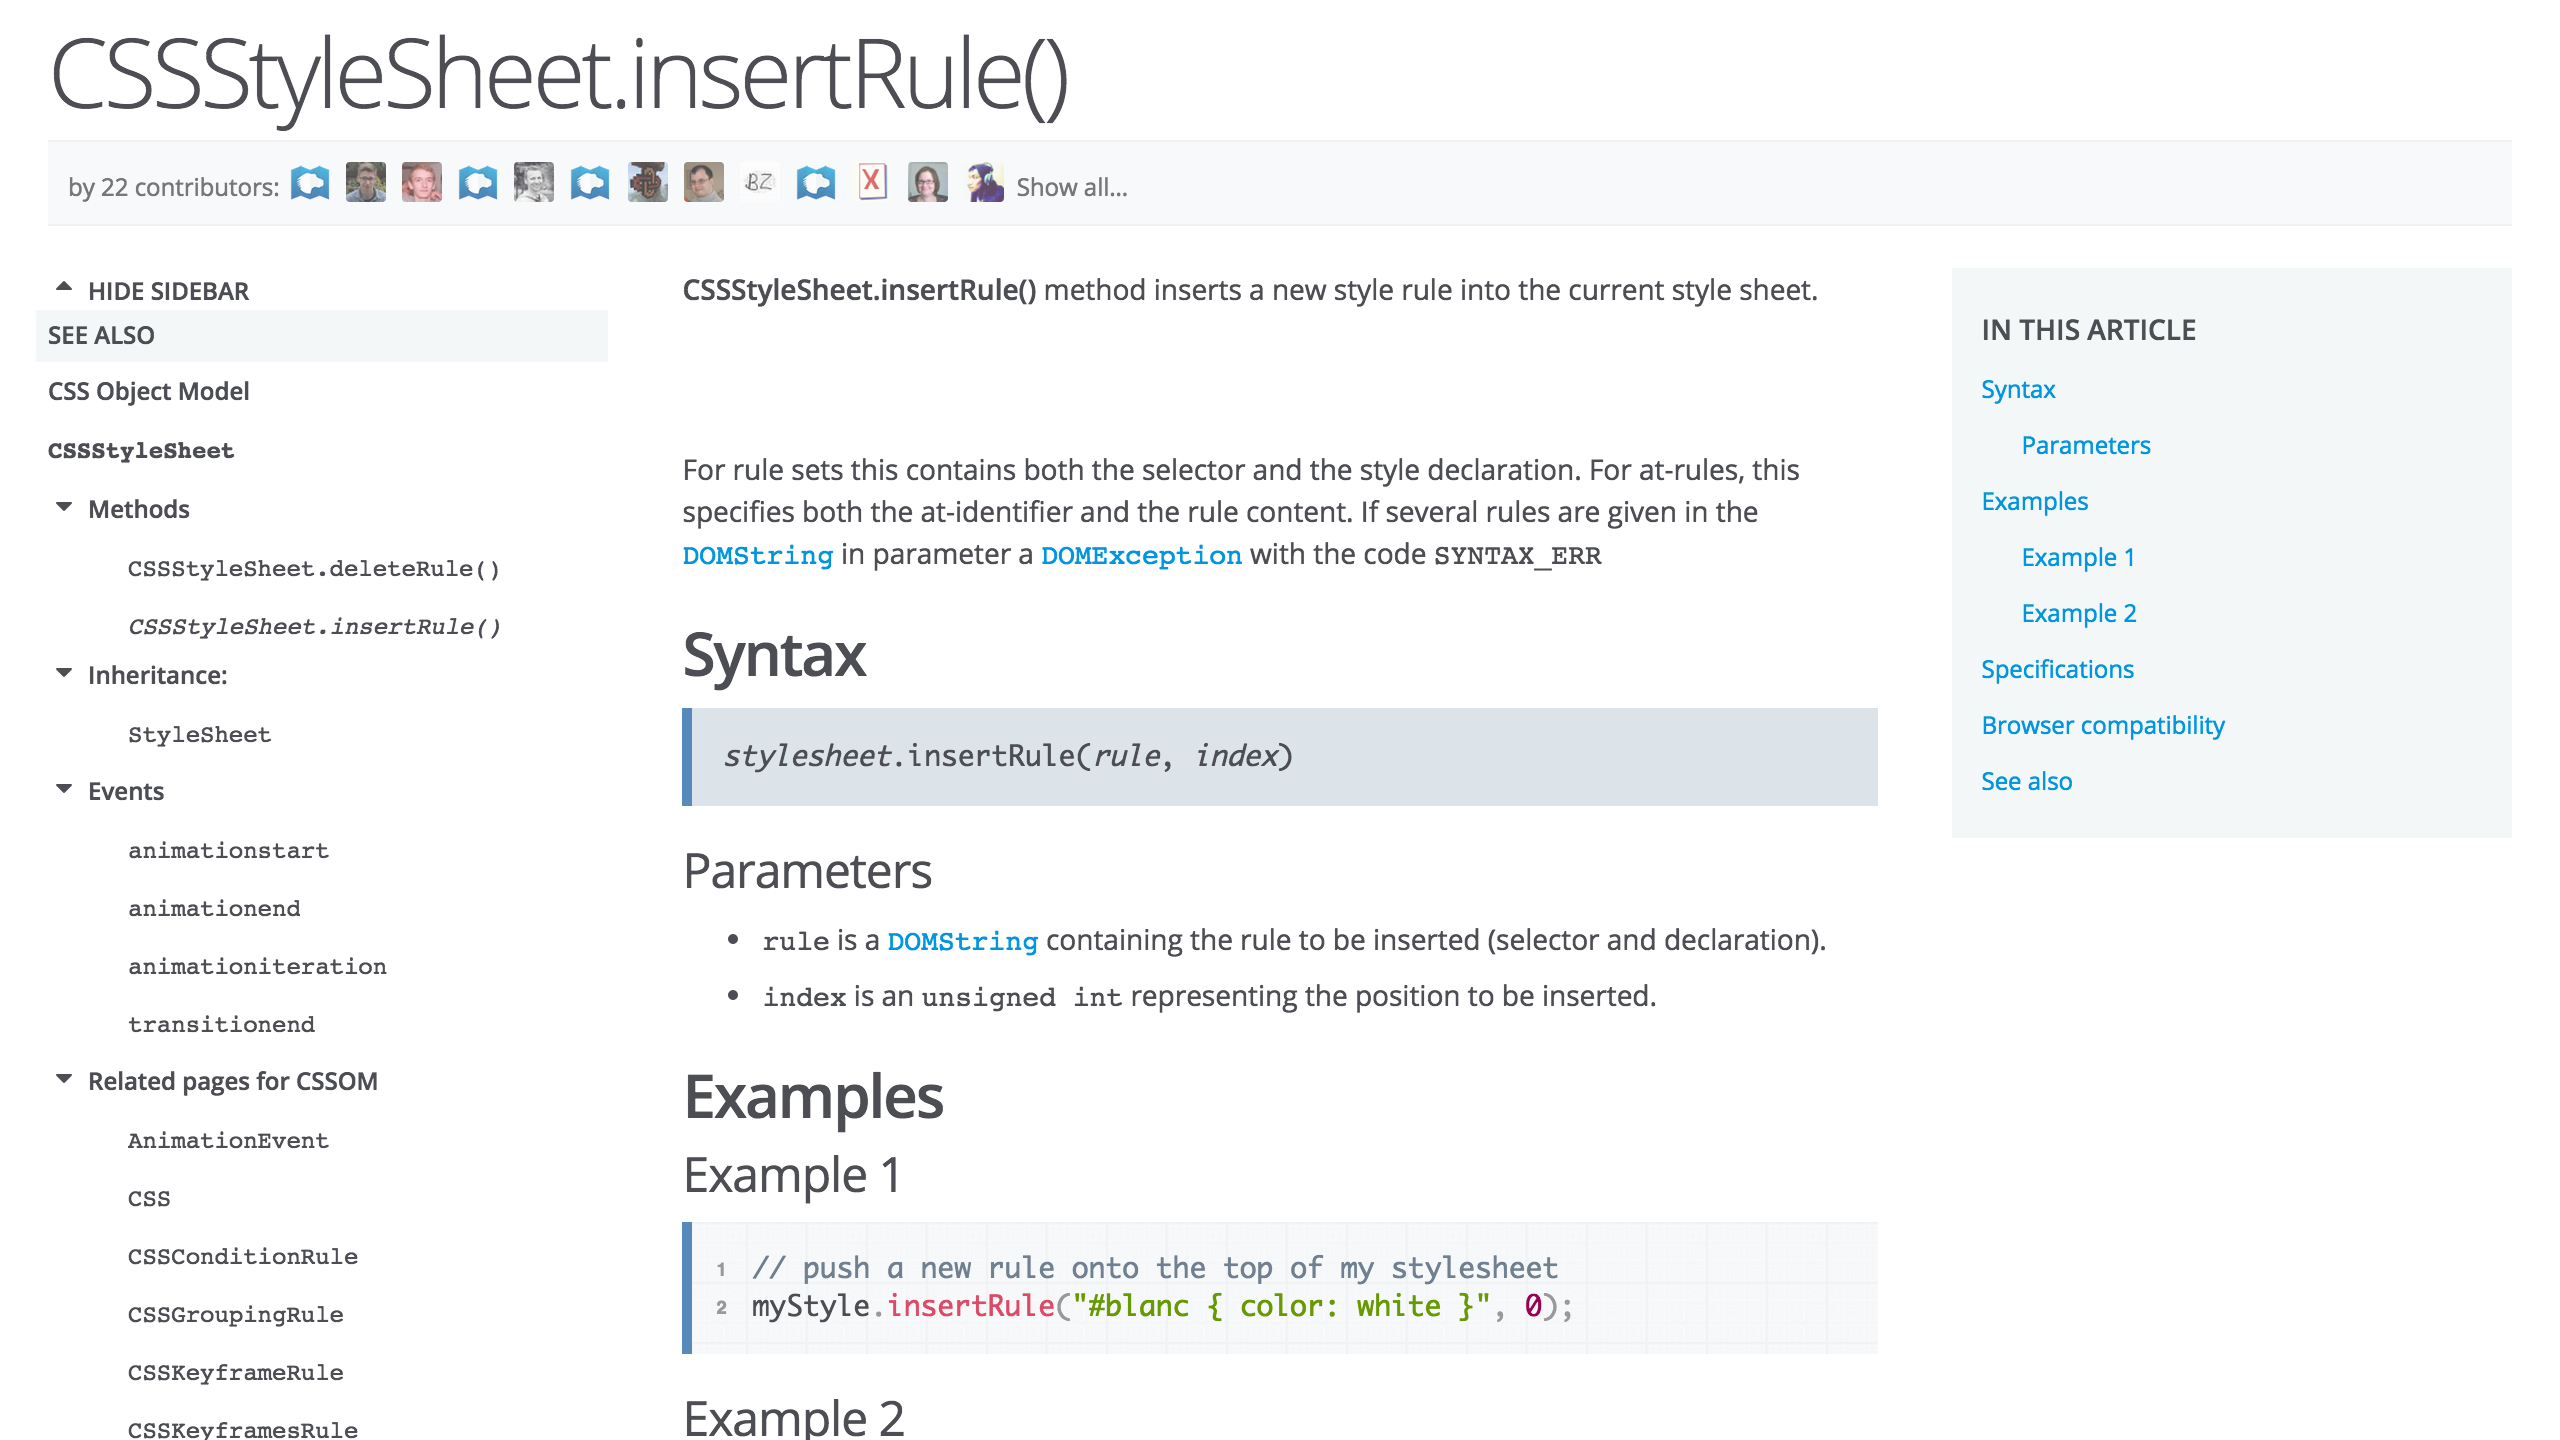 CSSStyleSheet.insertRule()
by 22 contributors:
BZ
X
Show all...
HIDE SIDEBAR
SEE ALSO
CSS Object Model
CSSStyleSheet
Methods
CSSStyleSheet.deleteRule()
CSSStyleSheet.insertRule()
Inheritance:
StyleSheet
Events
animationstart
animationend
animationiteration
transitionend
Related pages for CSSOM
AnimationEvent
CSS
CSSConditionRule
CSSGroupingRule
CSSKeyframeRule
CSSKeyframesRule
CSSStyleSheet.insertRule() method inserts a new style rule into the current style sheet.
For rule sets this contains both the selector and the style declaration. For at-rules, this
specifies both the at-identifier and the rule content. If several rules are given in the
DOMString in parameter a DOMException with the code SYNTAX_ERR
Syntax
stylesheet.insertRule(rule, index)
Parameters
• rule is a DOMString containing the rule to be inserted (selector and declaration).
• index is an unsigned int representing the position to be inserted.
Examples
Example 1
1 // push a new rule onto the top of my stylesheet
2 myStyle.insertRule("#blanc { color: white }", 0);
Example 2
IN THIS ARTICLE
Syntax
Parameters
Examples
Example 1
Example 2
Specifications
Browser compatibility
See also